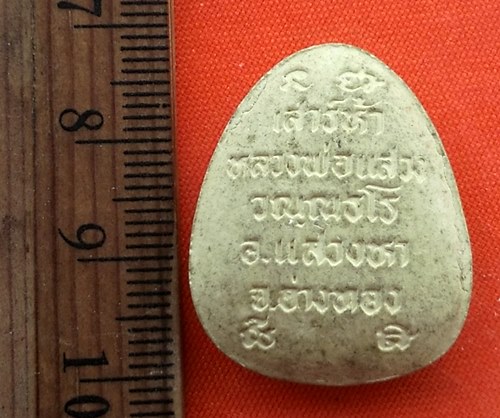 7
8
9
10
เสาร์ห้า
หลวงพ่อแสวง
อ.แสวงหา
จ.อ่างทอง